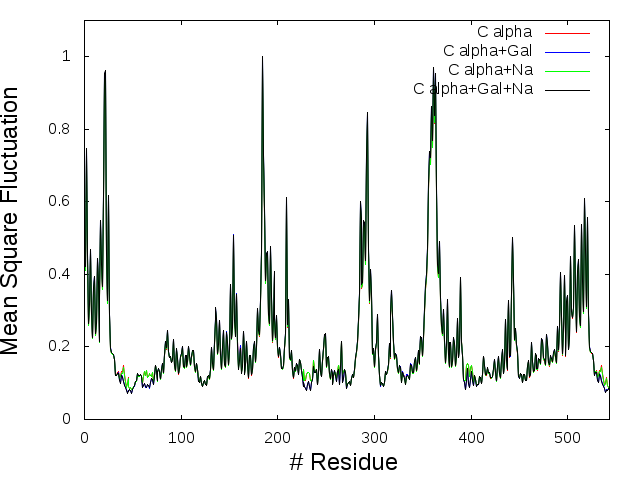 Mean Square Fluctuation
1
0.8
0.6
0.4
0.2
0
C alpha
C alpha+Gal
C alpha+Na
C alpha+Gal+Na
0 100 200 300 400 500
# Residue